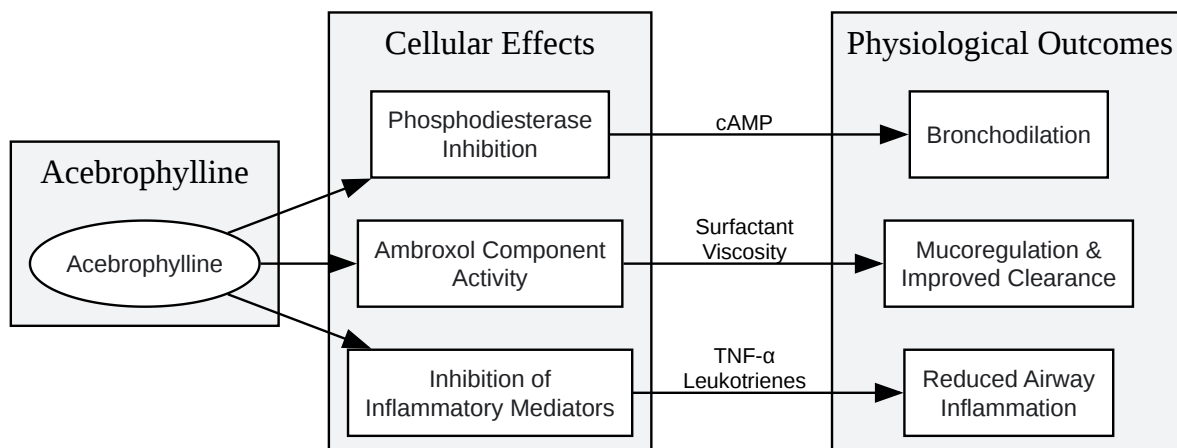 Acebrophylline
Acebrophylline
Cellular Effects
Phosphodiesterase
Inhibition
Ambroxol Component
Activity
Inhibition of
Inflammatory Mediators
cAMP
Surfactant
Viscosity
TNF-α
Leukotrienes
Physiological Outcomes
Bronchodilation
Mucoregulation &
Improved Clearance
Reduced Airway
Inflammation